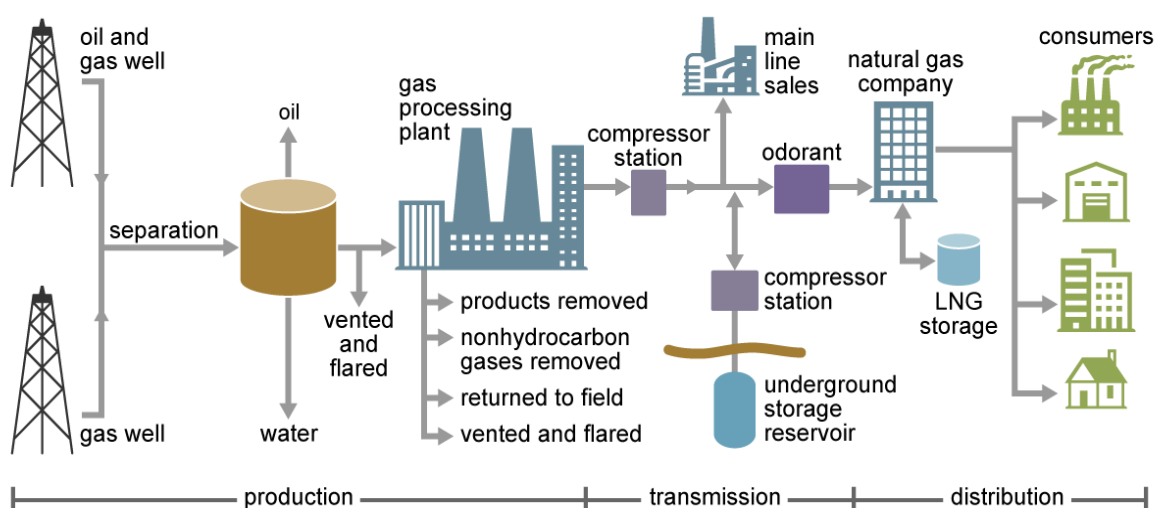 oil and
gas well
oil
separation
vented
and
flared
water
gas well
gas
processing
plant
products removed
nonhydrocarbon
gases removed
returned to field
vented and flared
compressor
station
main
line
sales
odorant
compressor
station
underground
storage
reservoir
natural gas
company
LNG
storage
consumers
production
transmission
distribution